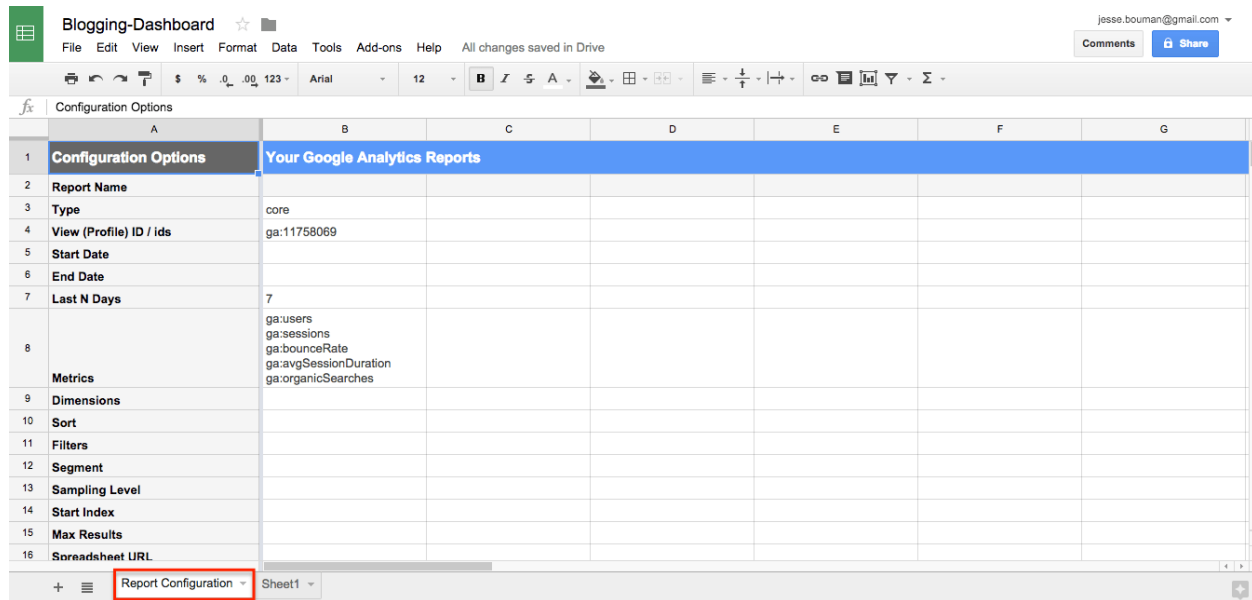 Blogging-Dashboard
jesse.bouman@gmail.com
File Edit View Insert Format Data Tools Add-ons Help All changes saved in Drive
Comments Share
$ % .0 .00 123 Arial 12 B I S A Σ
fx Configuration Options
A B C D E F G
1 Configuration Options Your Google Analytics Reports
2 Report Name
3 Type core
4 View (Profile) ID / ids ga:11758069
5 Start Date
6 End Date
7 Last N Days 7
ga:users
ga:sessions
8 ga:bounceRate
ga:avgSessionDuration
Metrics ga:organicSearches
9 Dimensions
10 Sort
11 Filters
12 Segment
13 Sampling Level
14 Start Index
15 Max Results
16 Spreadsheet URL
+ Report Configuration Sheet1